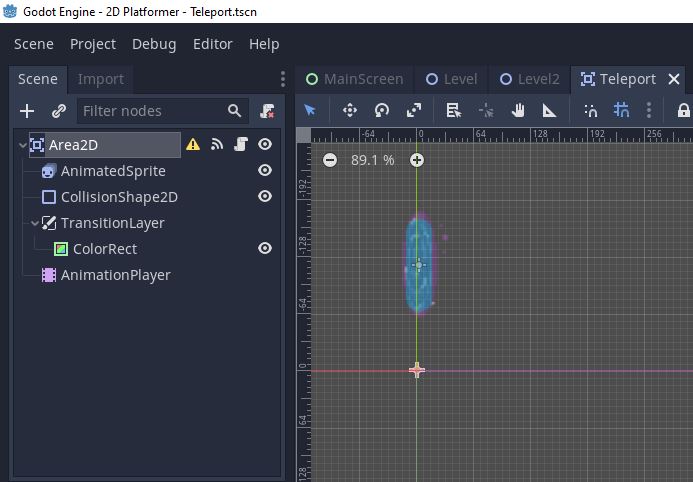 Godot Engine - 2D Platformer - Teleport.tscn
Scene Project Debug Editor Help
Scene Import
MainScreen Level Level2 Teleport
Filter nodes
Area2D
AnimatedSprite
CollisionShape2D
TransitionLayer
ColorRect
AnimationPlayer
-64 0 64 128 192 256
89.1 %
-192
-128
-64
0
64
128